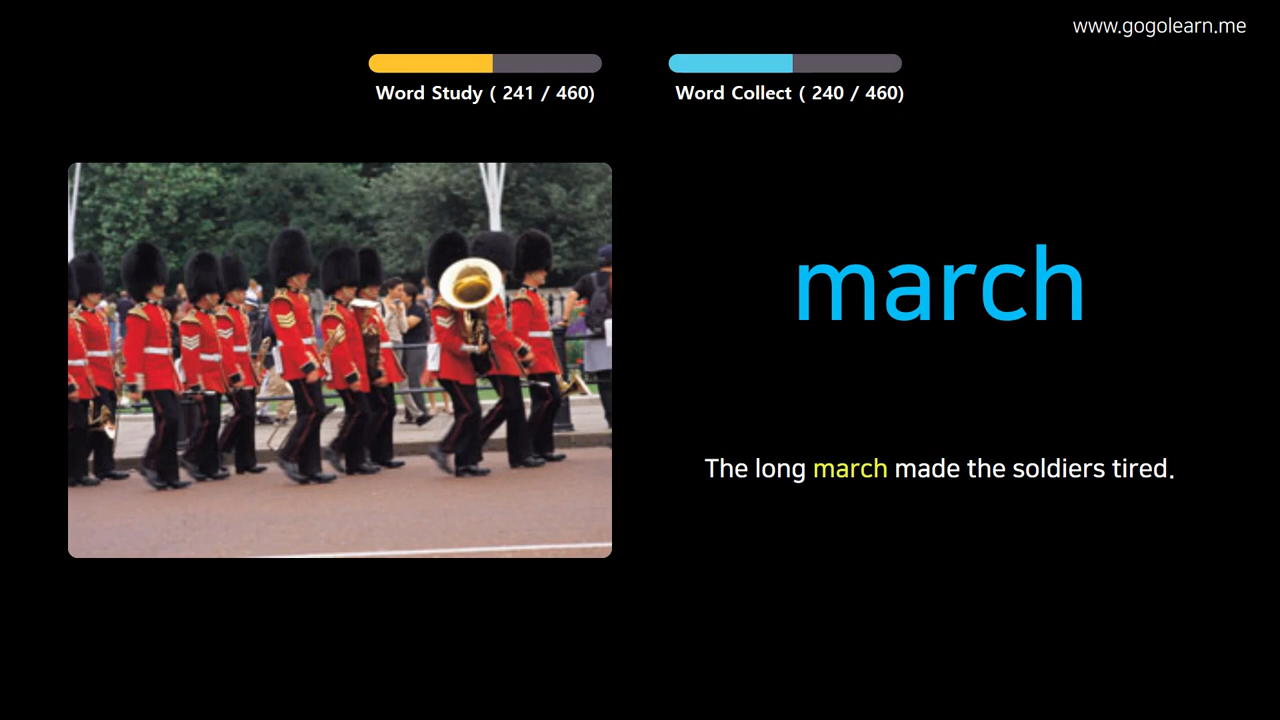 www.gogolearn.me
Word Study ( 241 / 460)
Word Collect ( 240 / 460)
march
The long march made the soldiers tired.